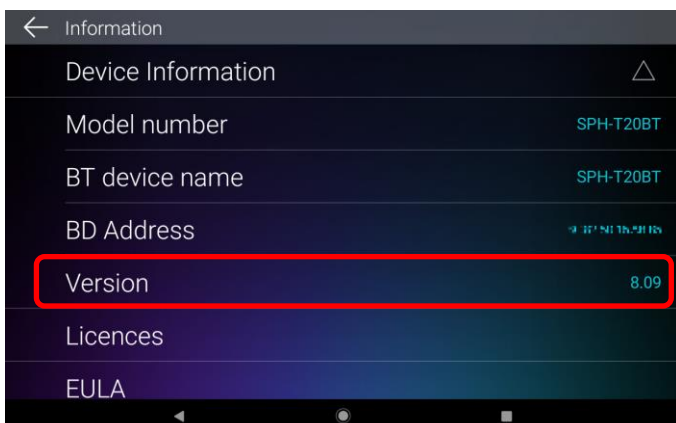 Information
Device Information
Model number SPH-T20BT
BT device name SPH-T20BT
BD Address
Version 8.09
Licences
EULA